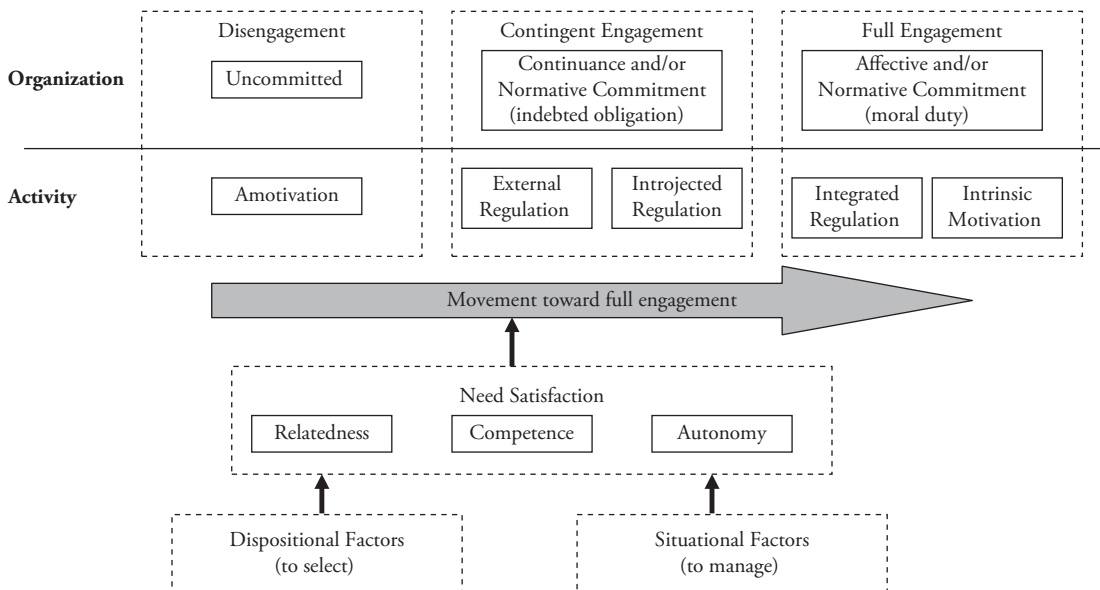 Disengagement
Contingent Engagement
Full Engagement
Organization
Uncommitted
Continuance and/or
Normative Commitment
(indebted obligation)
Affective and/or
Normative Commitment
(moral duty)
Activity
Amotivation
External
Regulation
Introjected
Regulation
Integrated
Regulation
Intrinsic
Motivation
Movement toward full engagement
Need Satisfaction
Relatedness
Competence
Autonomy
Dispositional Factors
(to select)
Situational Factors
(to manage)